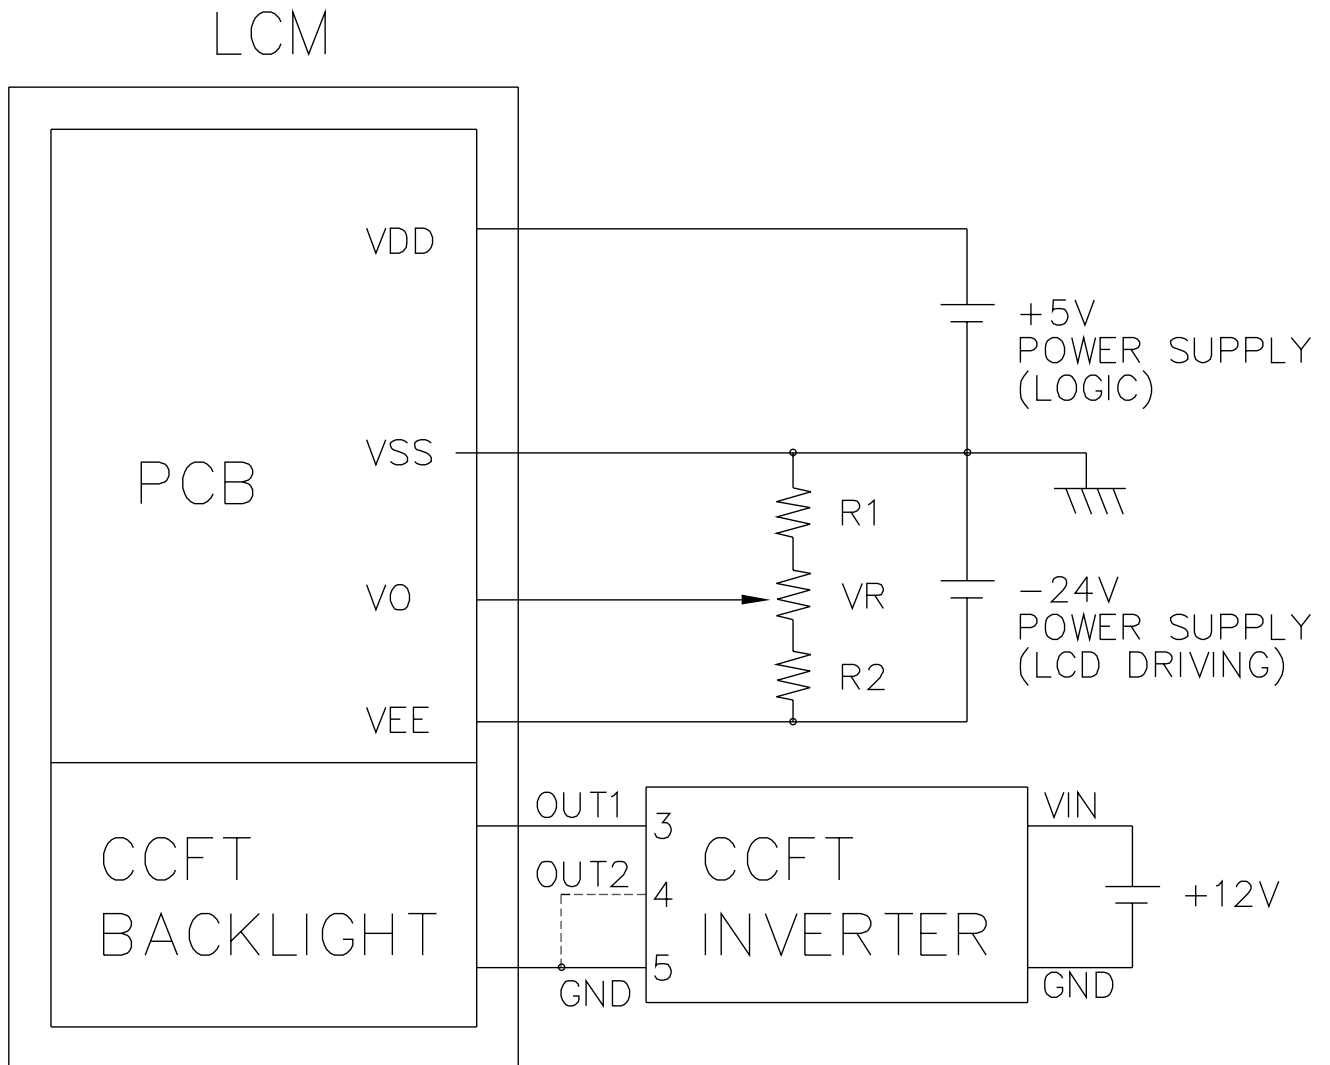 LCM
VDD
+5V
POWER SUPPLY
(LOGIC)
VSS
PCB
R1
VO
VR
-24V
POWER SUPPLY
(LCD DRIVING)
R2
VEE
OUT1
3
VIN
CCFT
BACKLIGHT
OUT2
4
CCFT
INVERTER
+12V
5
GND
GND